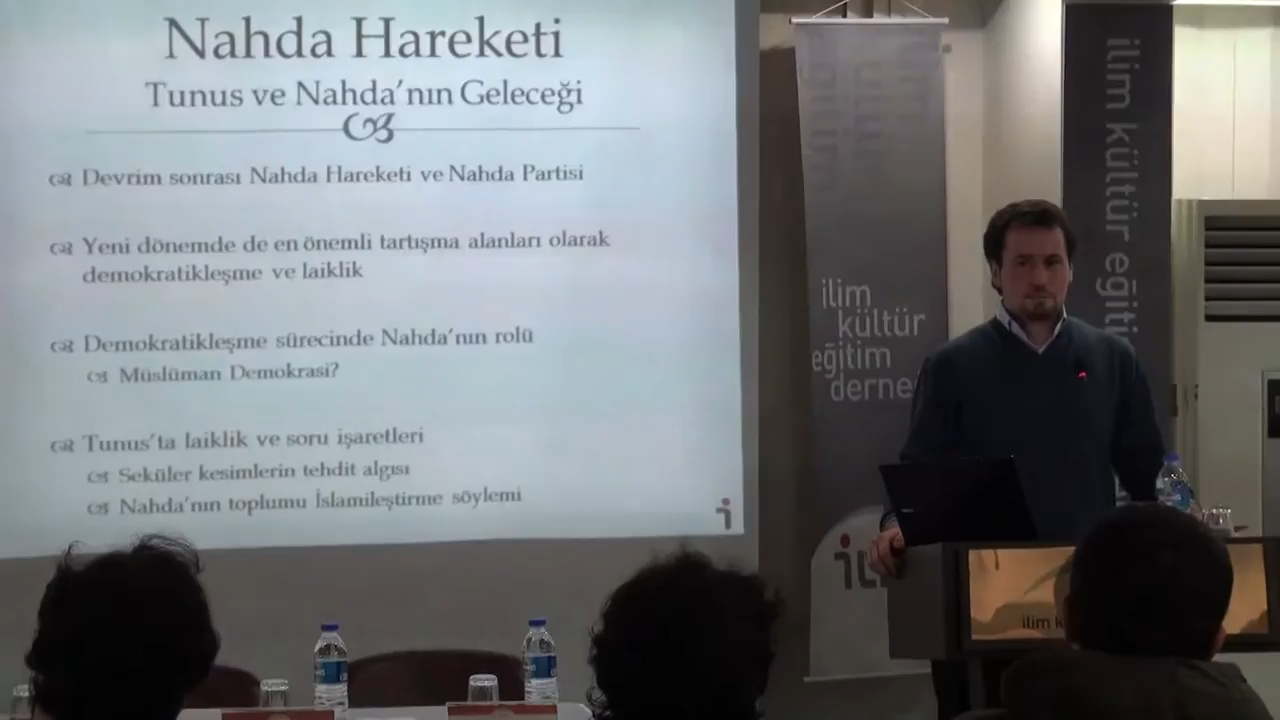 Nahda Hareketi
Tunus ve Nahda'nın Geleceği
Devrim sonrası Nahda Hareketi ve Nahda Partisi
Yeni dönemde de en önemli tartışma alanları olarak
demokratikleşme ve laiklik
Demokratikleşme sürecinde Nahda'nın rolü
Müslüman Demokrasi?
Tunus'ta laiklik ve soru işaretleri
Seküler kesimlerin tehdit algısı
Nahda'nın toplumu İslamileştirme söylemi
ilim
kültür
eğitim
derne
ilim kültür eğiti
ilim k